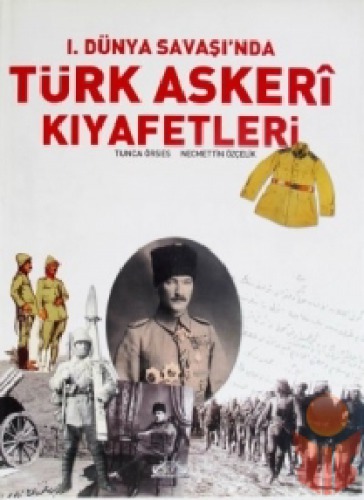 I. DÜNYA SAVAŞI'NDA
TÜRK ASKERÎ
KIYAFETLERİ
TUNCA ÖRSES NECMETTİN ÖZÇELİK